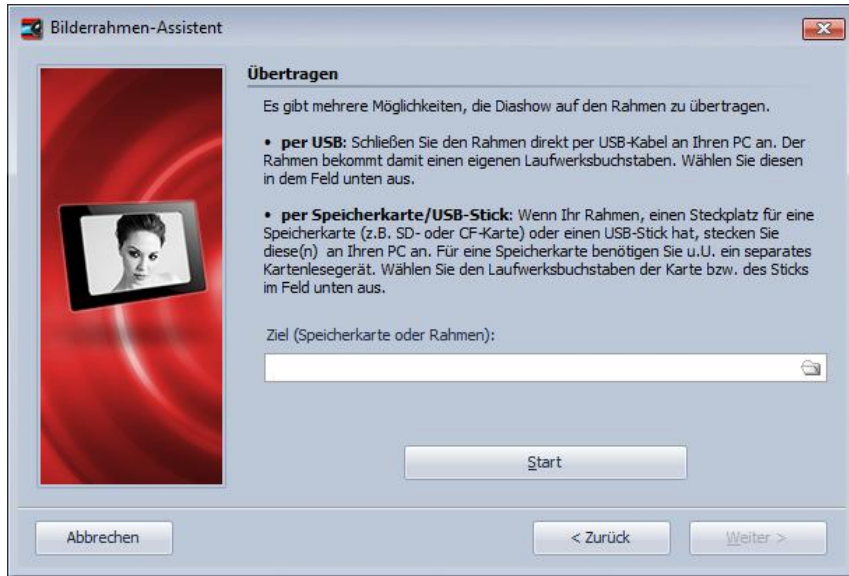 Bilderrahmen-Assistent
Übertragen
Es gibt mehrere Möglichkeiten, die Diashow auf den Rahmen zu übertragen.
• per USB: Schließen Sie den Rahmen direkt per USB-Kabel an Ihren PC an. Der
Rahmen bekommt damit einen eigenen Laufwerksbuchstaben. Wählen Sie diesen
in dem Feld unten aus.
• per Speicherkarte/USB-Stick: Wenn Ihr Rahmen, einen Steckplatz für eine
Speicherkarte (z.B. SD- oder CF-Karte) oder einen USB-Stick hat, stecken Sie
diese(n) an Ihren PC an. Für eine Speicherkarte benötigen Sie u.U. ein separates
Kartenlesegerät. Wählen Sie den Laufwerksbuchstaben der Karte bzw. des Sticks
im Feld unten aus.
Ziel (Speicherkarte oder Rahmen):
Start
Abbrechen
< Zurück
Weiter >